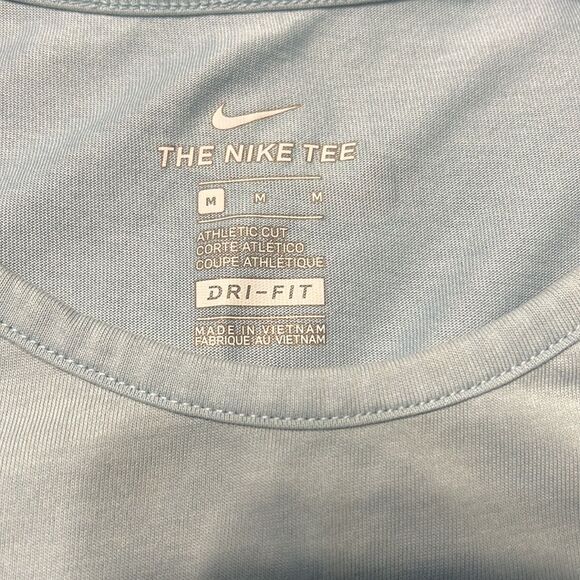 THE NIKE TEE
M M M
ATHLETIC CUT
CORTE ATLÉTICO
COUPE ATHLÉTIQUE
DRI-FIT
MADE IN VIETNAM
FABRIQUÉ AU VIETNAM